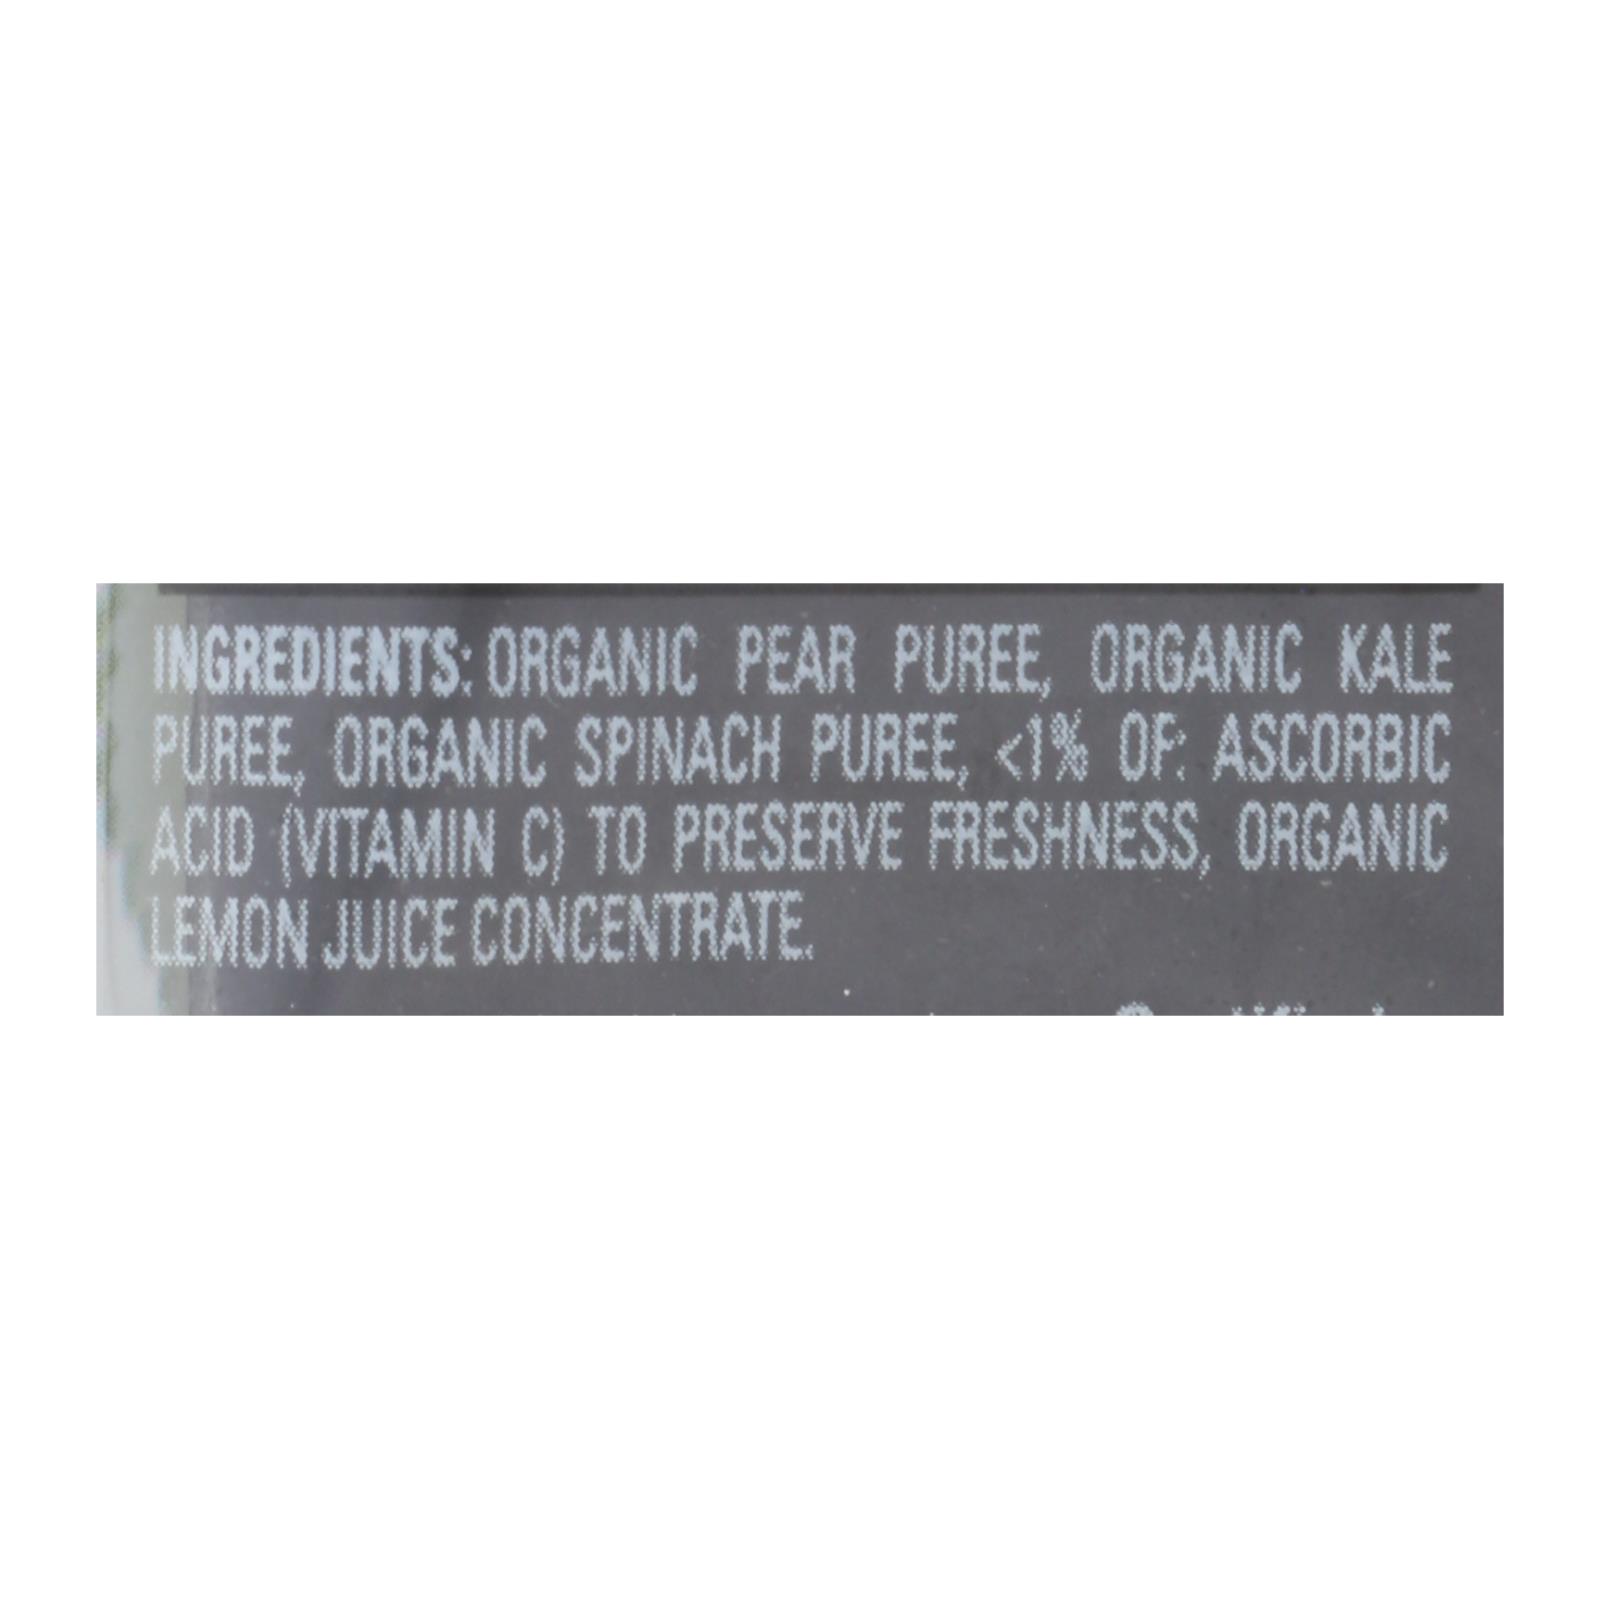 INGREDIENTS: ORGANIC PEAR PUREE, ORGANIC KALE
PUREE, ORGANIC SPINACH PUREE, <1% OF: ASCORBIC
ACID (VITAMIN C) TO PRESERVE FRESHNESS, ORGANIC
LEMON JUICE CONCENTRATE.